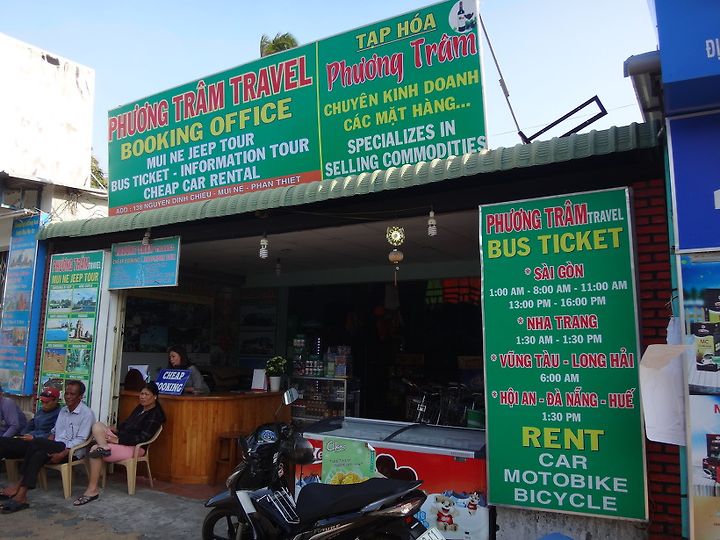 PHƯƠNG TRÂM TRAVEL
BOOKING OFFICE
MUI NE JEEP TOUR
BUS TICKET - INFORMATION TOUR
CHEAP CAR RENTAL
ADD : 138 NGUYEN DINH CHIEU - MUI NE - PHAN THIET
TẠP HÓA
Phương Trâm
CHUYÊN KINH DOANH
CÁC MẶT HÀNG...
SPECIALIZES IN
SELLING COMMODITIES
PHƯƠNG TRÂM TRAVEL
BUS TICKET
* SÀI GÒN
1:00 AM - 8:00 AM - 11:00 AM
13:00 PM - 16:00 PM
* NHA TRANG
1:30 AM - 1:30 PM
* VŨNG TÀU - LONG HẢI
6:00 AM
* HỘI AN - ĐÀ NẴNG - HUẾ
1:30 PM
RENT
CAR
MOTOBIKE
BICYCLE
PHƯƠNG TRÂM
MUI NE JEEP TOUR
CHEAP
BOOKING